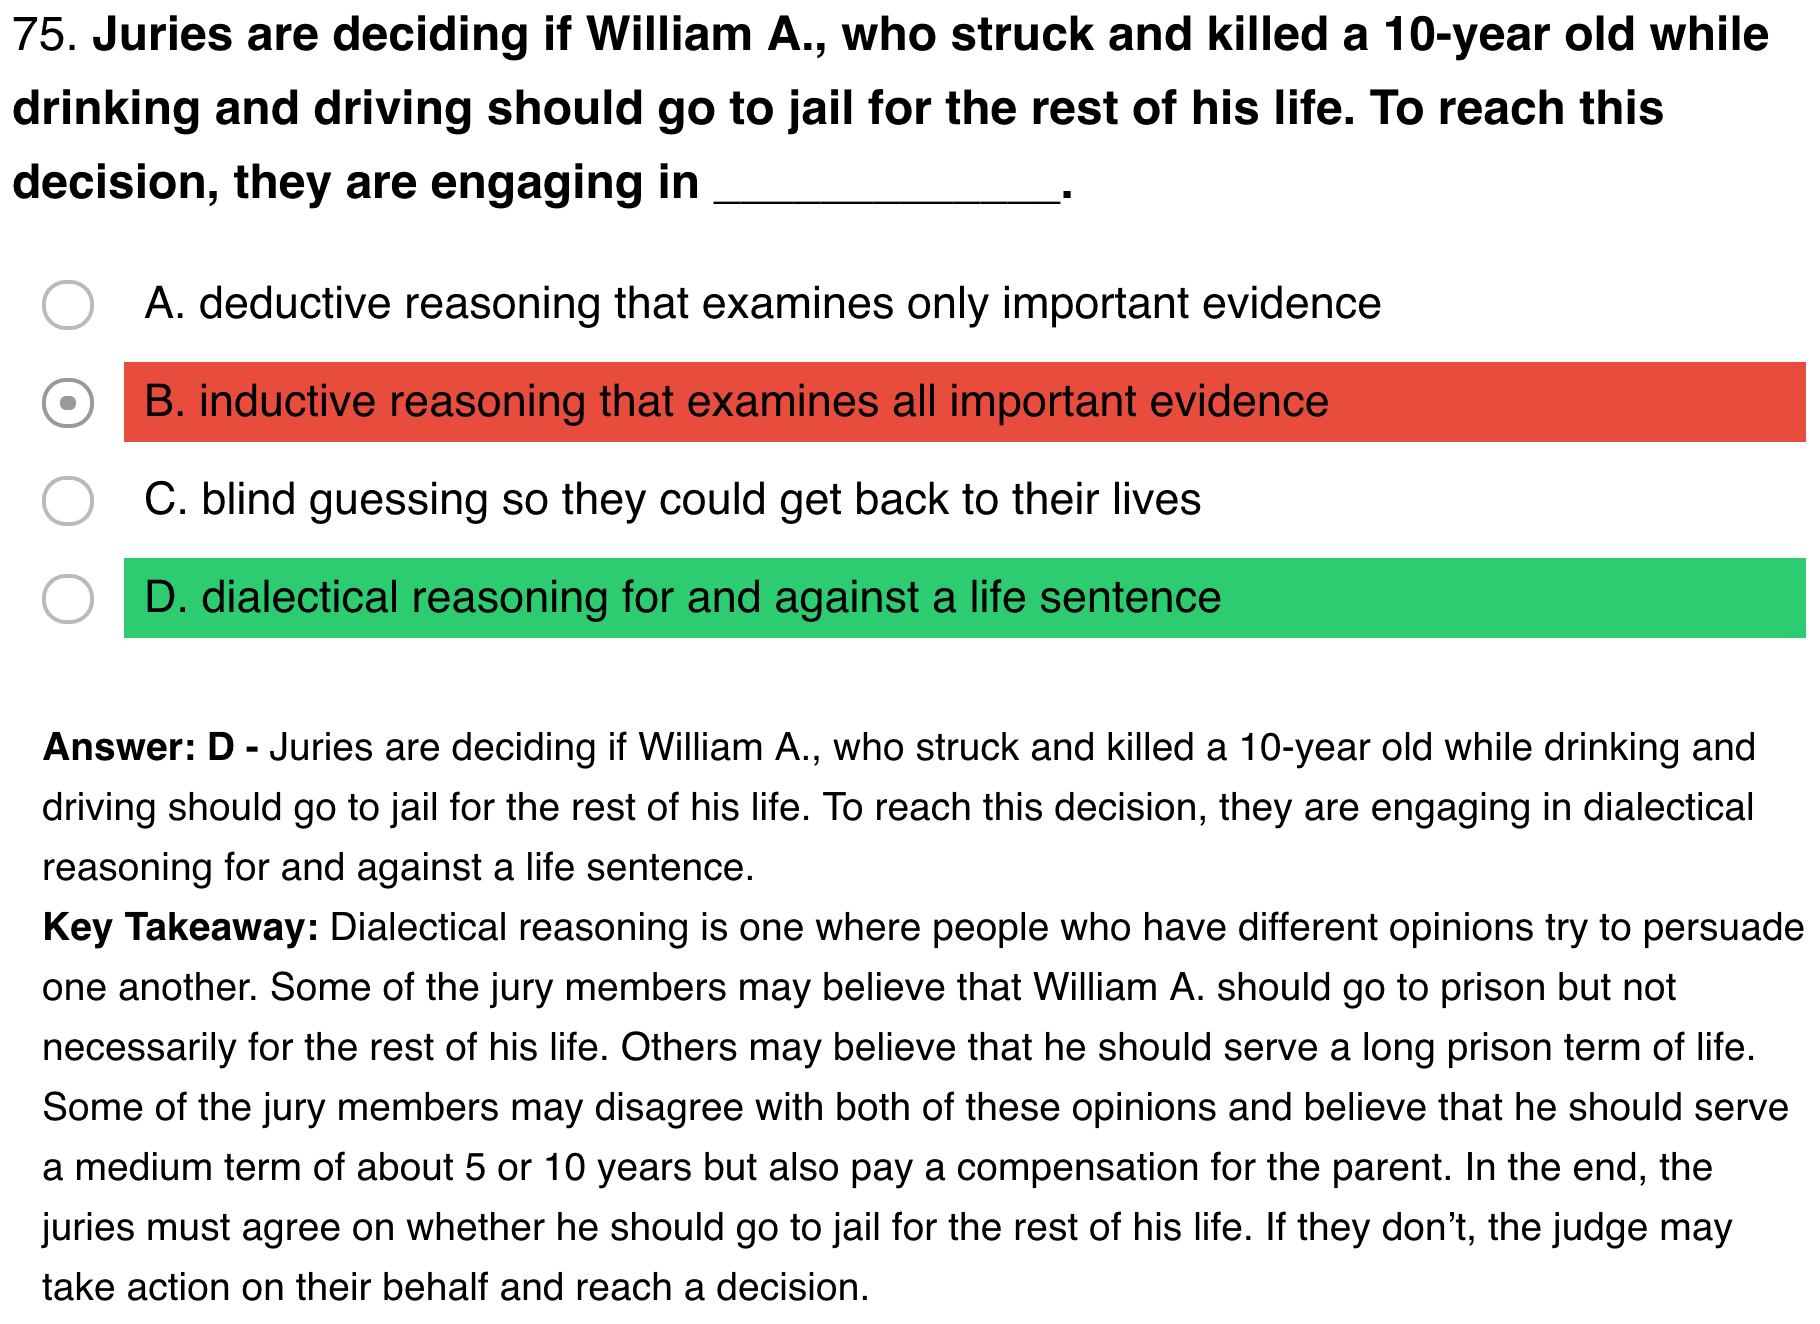 75. Juries are deciding if William A., who struck and killed a 10-year old while
drinking and driving should go to jail for the rest of his life. To reach this
decision, they are engaging in _____________.
A. deductive reasoning that examines only important evidence
B. inductive reasoning that examines all important evidence
C. blind guessing so they could get back to their lives
D. dialectical reasoning for and against a life sentence
Answer: D - Juries are deciding if William A., who struck and killed a 10-year old while drinking and
driving should go to jail for the rest of his life. To reach this decision, they are engaging in dialectical
reasoning for and against a life sentence.
Key Takeaway: Dialectical reasoning is one where people who have different opinions try to persuade
one another. Some of the jury members may believe that William A. should go to prison but not
necessarily for the rest of his life. Others may believe that he should serve a long prison term of life.
Some of the jury members may disagree with both of these opinions and believe that he should serve
a medium term of about 5 or 10 years but also pay a compensation for the parent. In the end, the
juries must agree on whether he should go to jail for the rest of his life. If they don’t, the judge may
take action on their behalf and reach a decision.